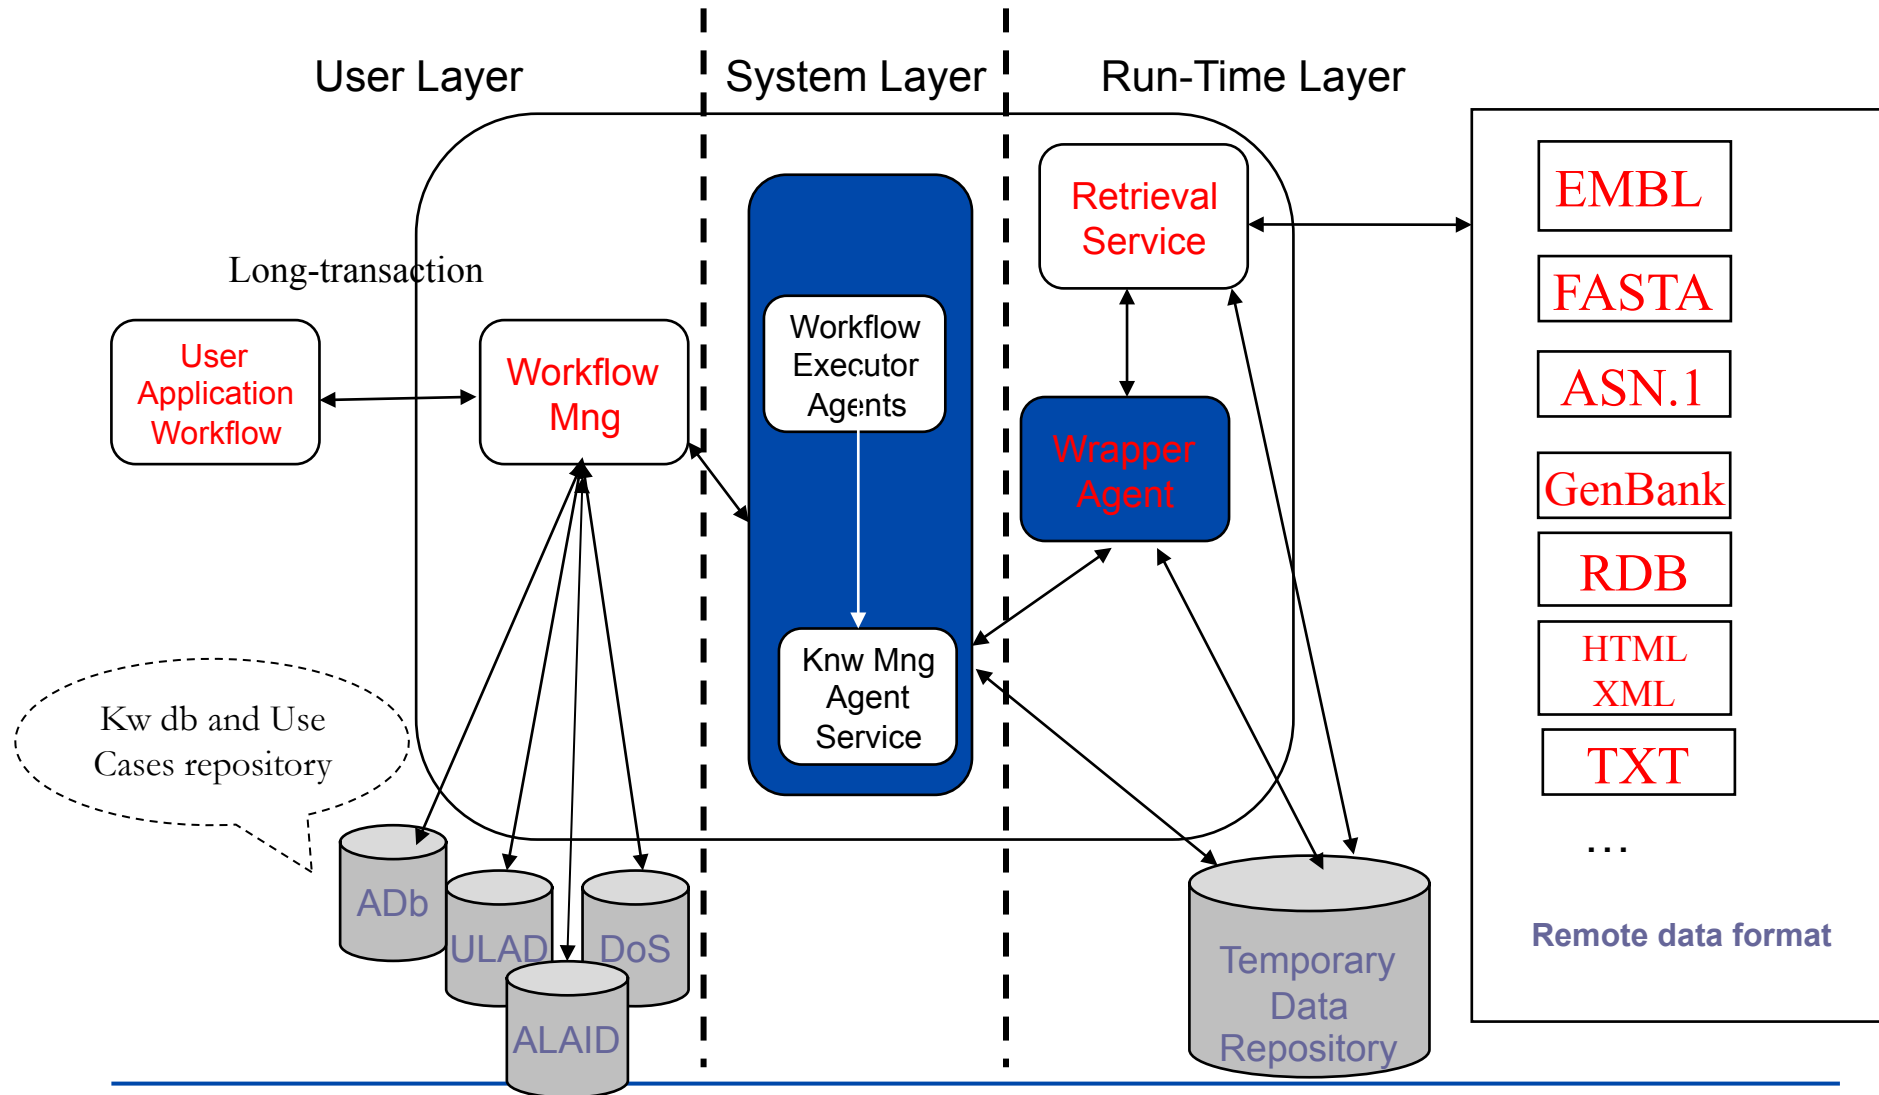 User Layer
System Layer
Run-Time Layer
Long-transaction
User
Application
Workflow
Workflow
Mng
Workflow
Executor
Agents
Knw Mng
Agent
Service
Retrieval
Service
Wrapper
Agent
Kw db and Use
Cases repository
ADb
ULAD
DoS
ALAID
Temporary
Data
Repository
EMBL
FASTA
ASN.1
GenBank
RDB
HTML
XML
TXT
...
Remote data format